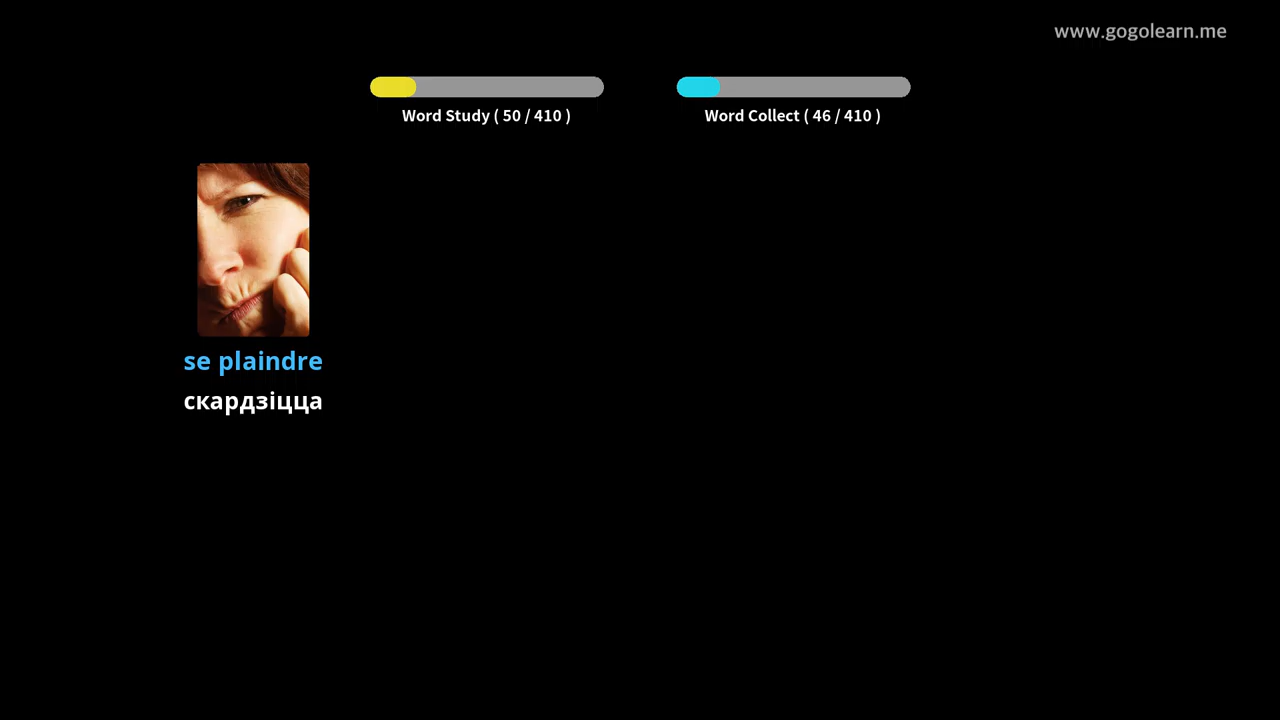 www.gogolearn.me
Word Study ( 50 / 410 )
Word Collect ( 46 / 410 )
se plaindre
скардзіцца